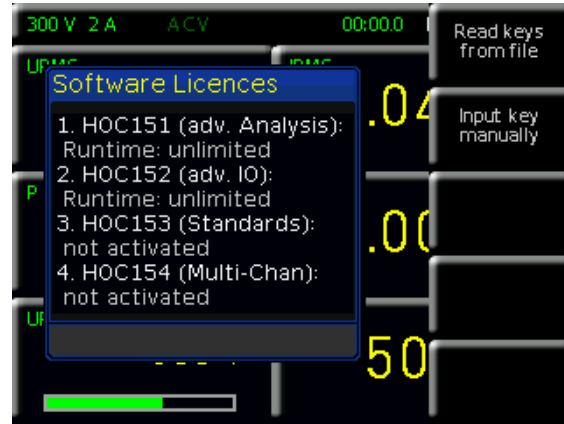 300 V 2 A ACV 00:00.0
Read keys
from file
Software Licences
1. HOC151 (adv. Analysis):
Runtime: unlimited
2. HOC152 (adv. IO):
Runtime: unlimited
3. HOC153 (Standards):
not activated
4. HOC154 (Multi-Chan):
not activated
Input key
manually
P
.04
.00
50